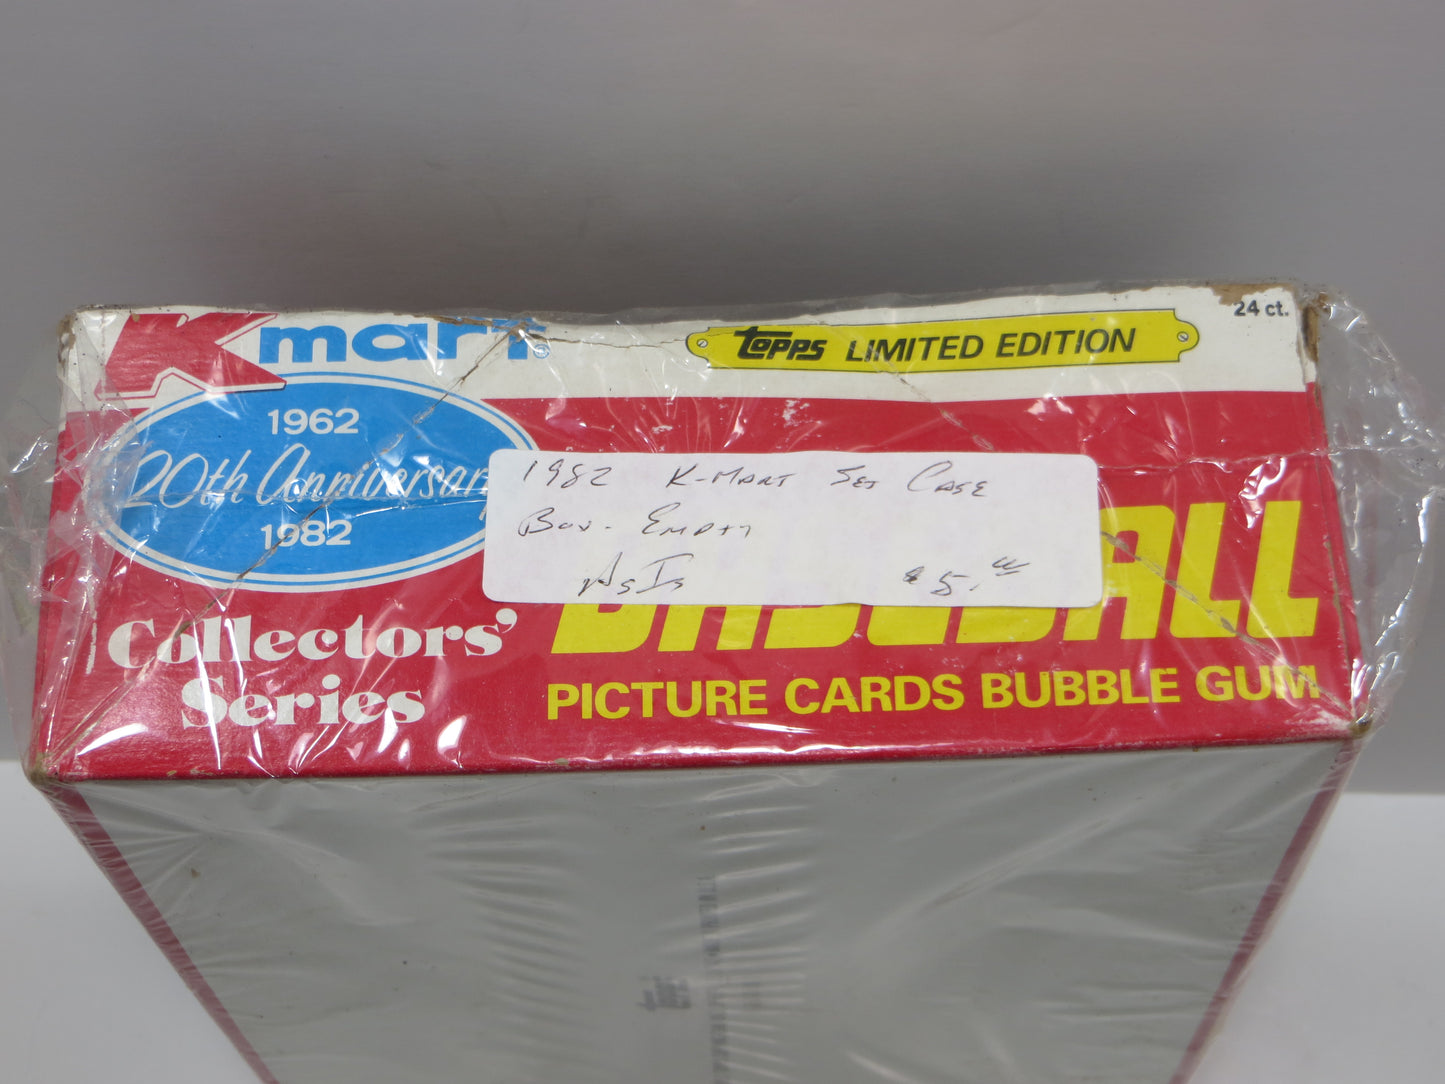 Kmart®
24 ct.
Topps LIMITED EDITION
1962
20th Anniversary
1982
1982 K-MART SET CASE
BOX - EMPTY
AS IS $5.00
Collectors'
Series
BASEBALL
PICTURE CARDS BUBBLE GUM